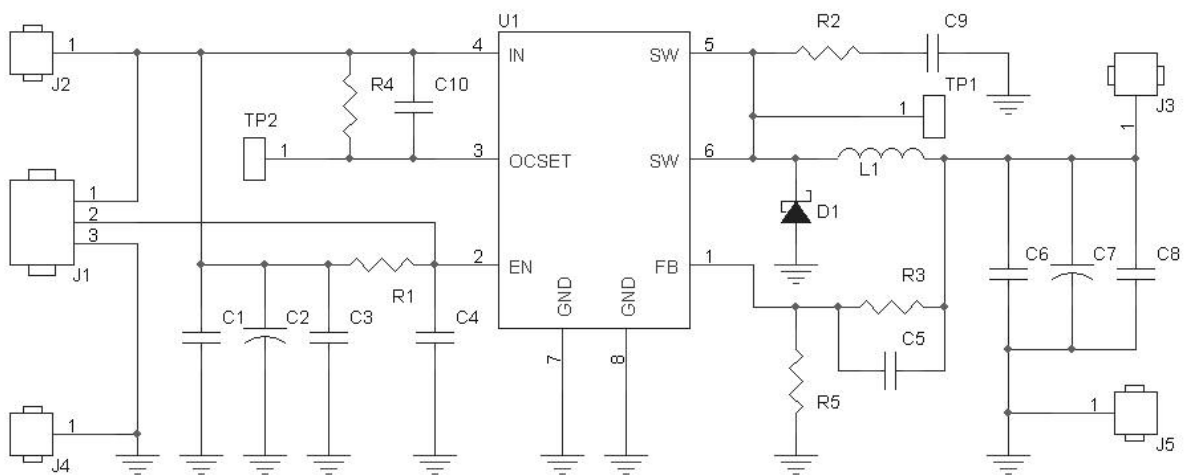 U1
R2
C9
1
J2
4
IN
SW
5
R4
C10
TP1
1
J3
1
TP2
1
3
OCSET
SW
6
L1
D1
1
2
3
J1
2
EN
FB
1
R3
C6
C7
C8
R1
GND
GND
C1
C2
C3
C4
C5
7
8
R5
1
J4
1
J5